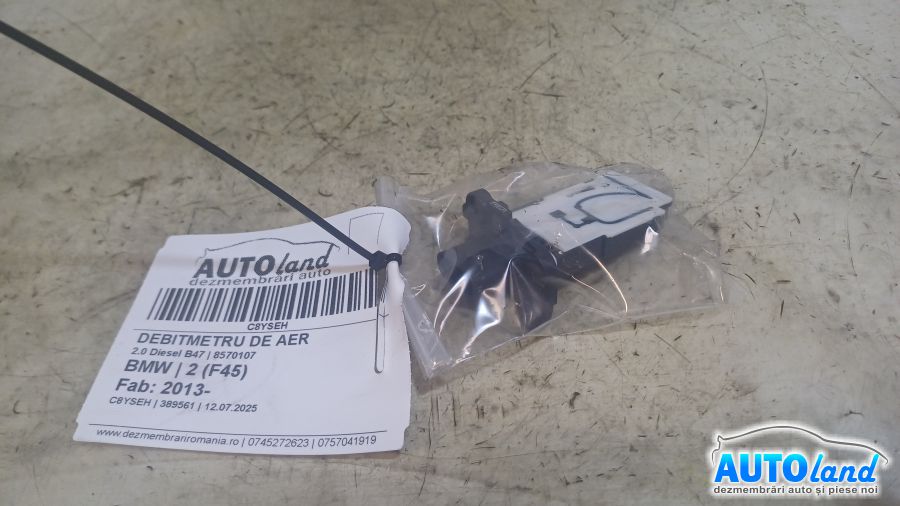 AUTOland
dezmembrări auto
C8YSEH
DEBITMETRU DE AER
2.0 Diesel B47 | 8570107
BMW | 2 (F45)
Fab: 2013-
C8YSEH | 389561 | 12.07.2025
www.dezmembrariromania.ro | 0745272623 | 0757041919
AUTOland
dezmembrări auto și piese noi